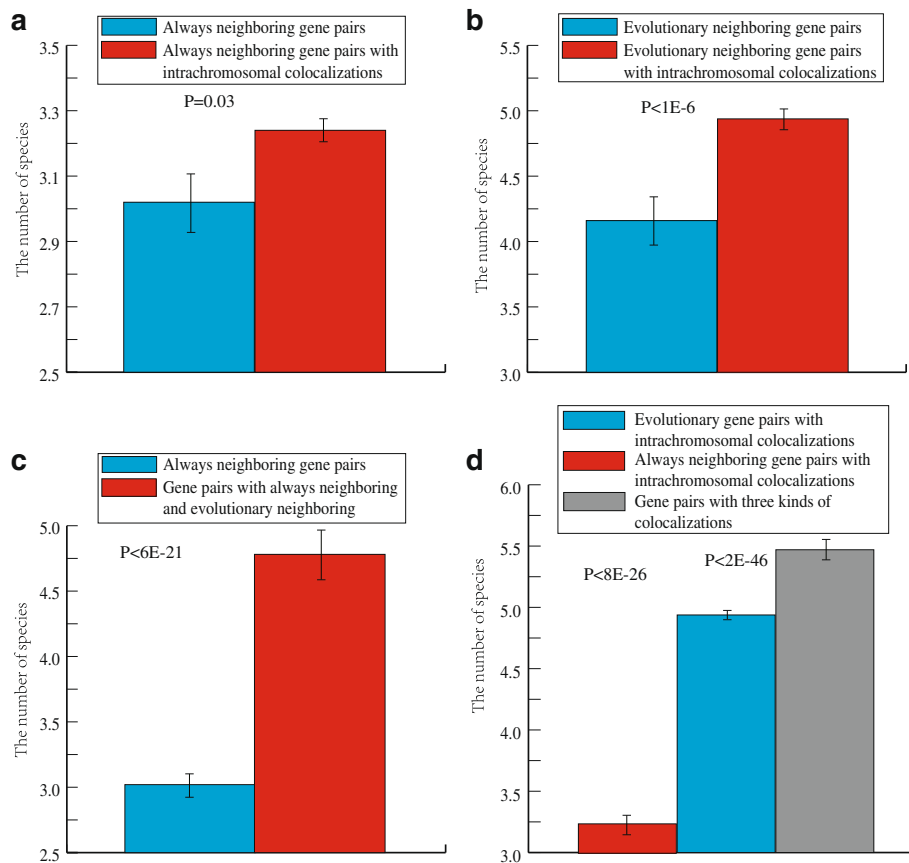 a
Always neighboring gene pairs
Always neighboring gene pairs with
intrachromosomal colocalizations
P=0.03
The number of species
3.5
3.3
3.1
2.9
2.7
2.5
b
Evolutionary neighboring gene pairs
Evolutionary neighboring gene pairs
with intrachromosomal colocalizations
P<1E-6
The number of species
5.5
5.0
4.5
4.0
3.5
3.0
c
Always neighboring gene pairs
Gene pairs with always neighboring
and evolutionary neighboring
P<6E-21
The number of species
5.0
4.5
4.0
3.5
3.0
2.5
d
Evolutionary gene pairs with
intrachromosomal colocalizations
Always neighboring gene pairs with
intrachromosomal colocalizations
Gene pairs with three kinds of
colocalizations
P<8E-26
P<2E-46
The number of species
6.0
5.5
5.0
4.5
4.0
3.5
3.0